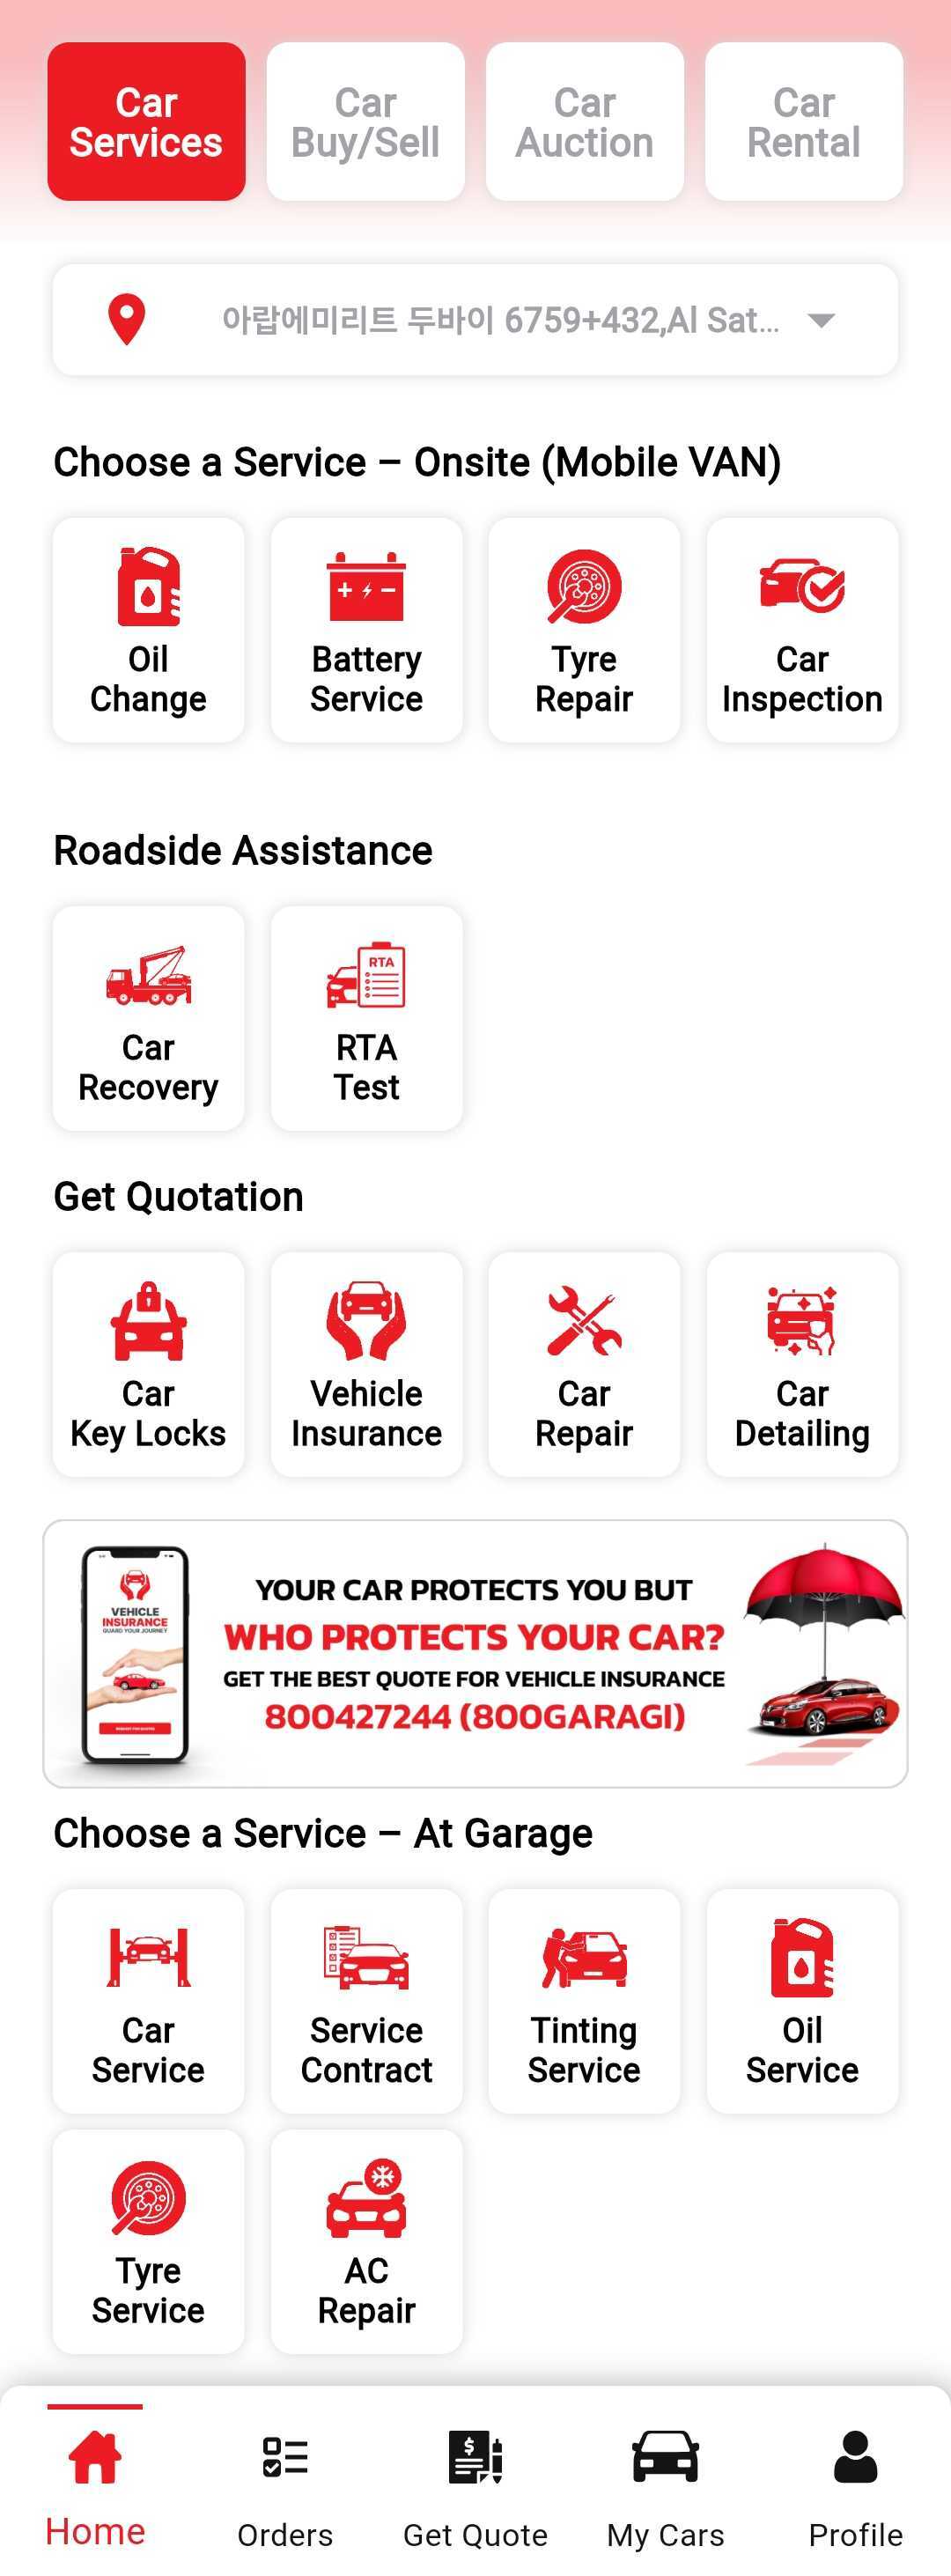 Car
Services
Car
Buy/Sell
Car
Auction
Car
Rental
아랍에미리트 두바이 6759+432,Al Sat...
Choose a Service – Onsite (Mobile VAN)
Oil
Change
Battery
Service
Tyre
Repair
Car
Inspection
Roadside Assistance
RTA
Car
Recovery
RTA
Test
Get Quotation
Car
Key Locks
Vehicle
Insurance
Car
Repair
Car
Detailing
VEHICLE
INSURANCE
GUARD YOUR JOURNEY
YOUR CAR PROTECTS YOU BUT
WHO PROTECTS YOUR CAR?
GET THE BEST QUOTE FOR VEHICLE INSURANCE
800427244 (800GARAGI)
Choose a Service – At Garage
Car
Service
Service
Contract
Tinting
Service
Oil
Service
Tyre
Service
AC
Repair
Home
Orders
Get Quote
My Cars
Profile